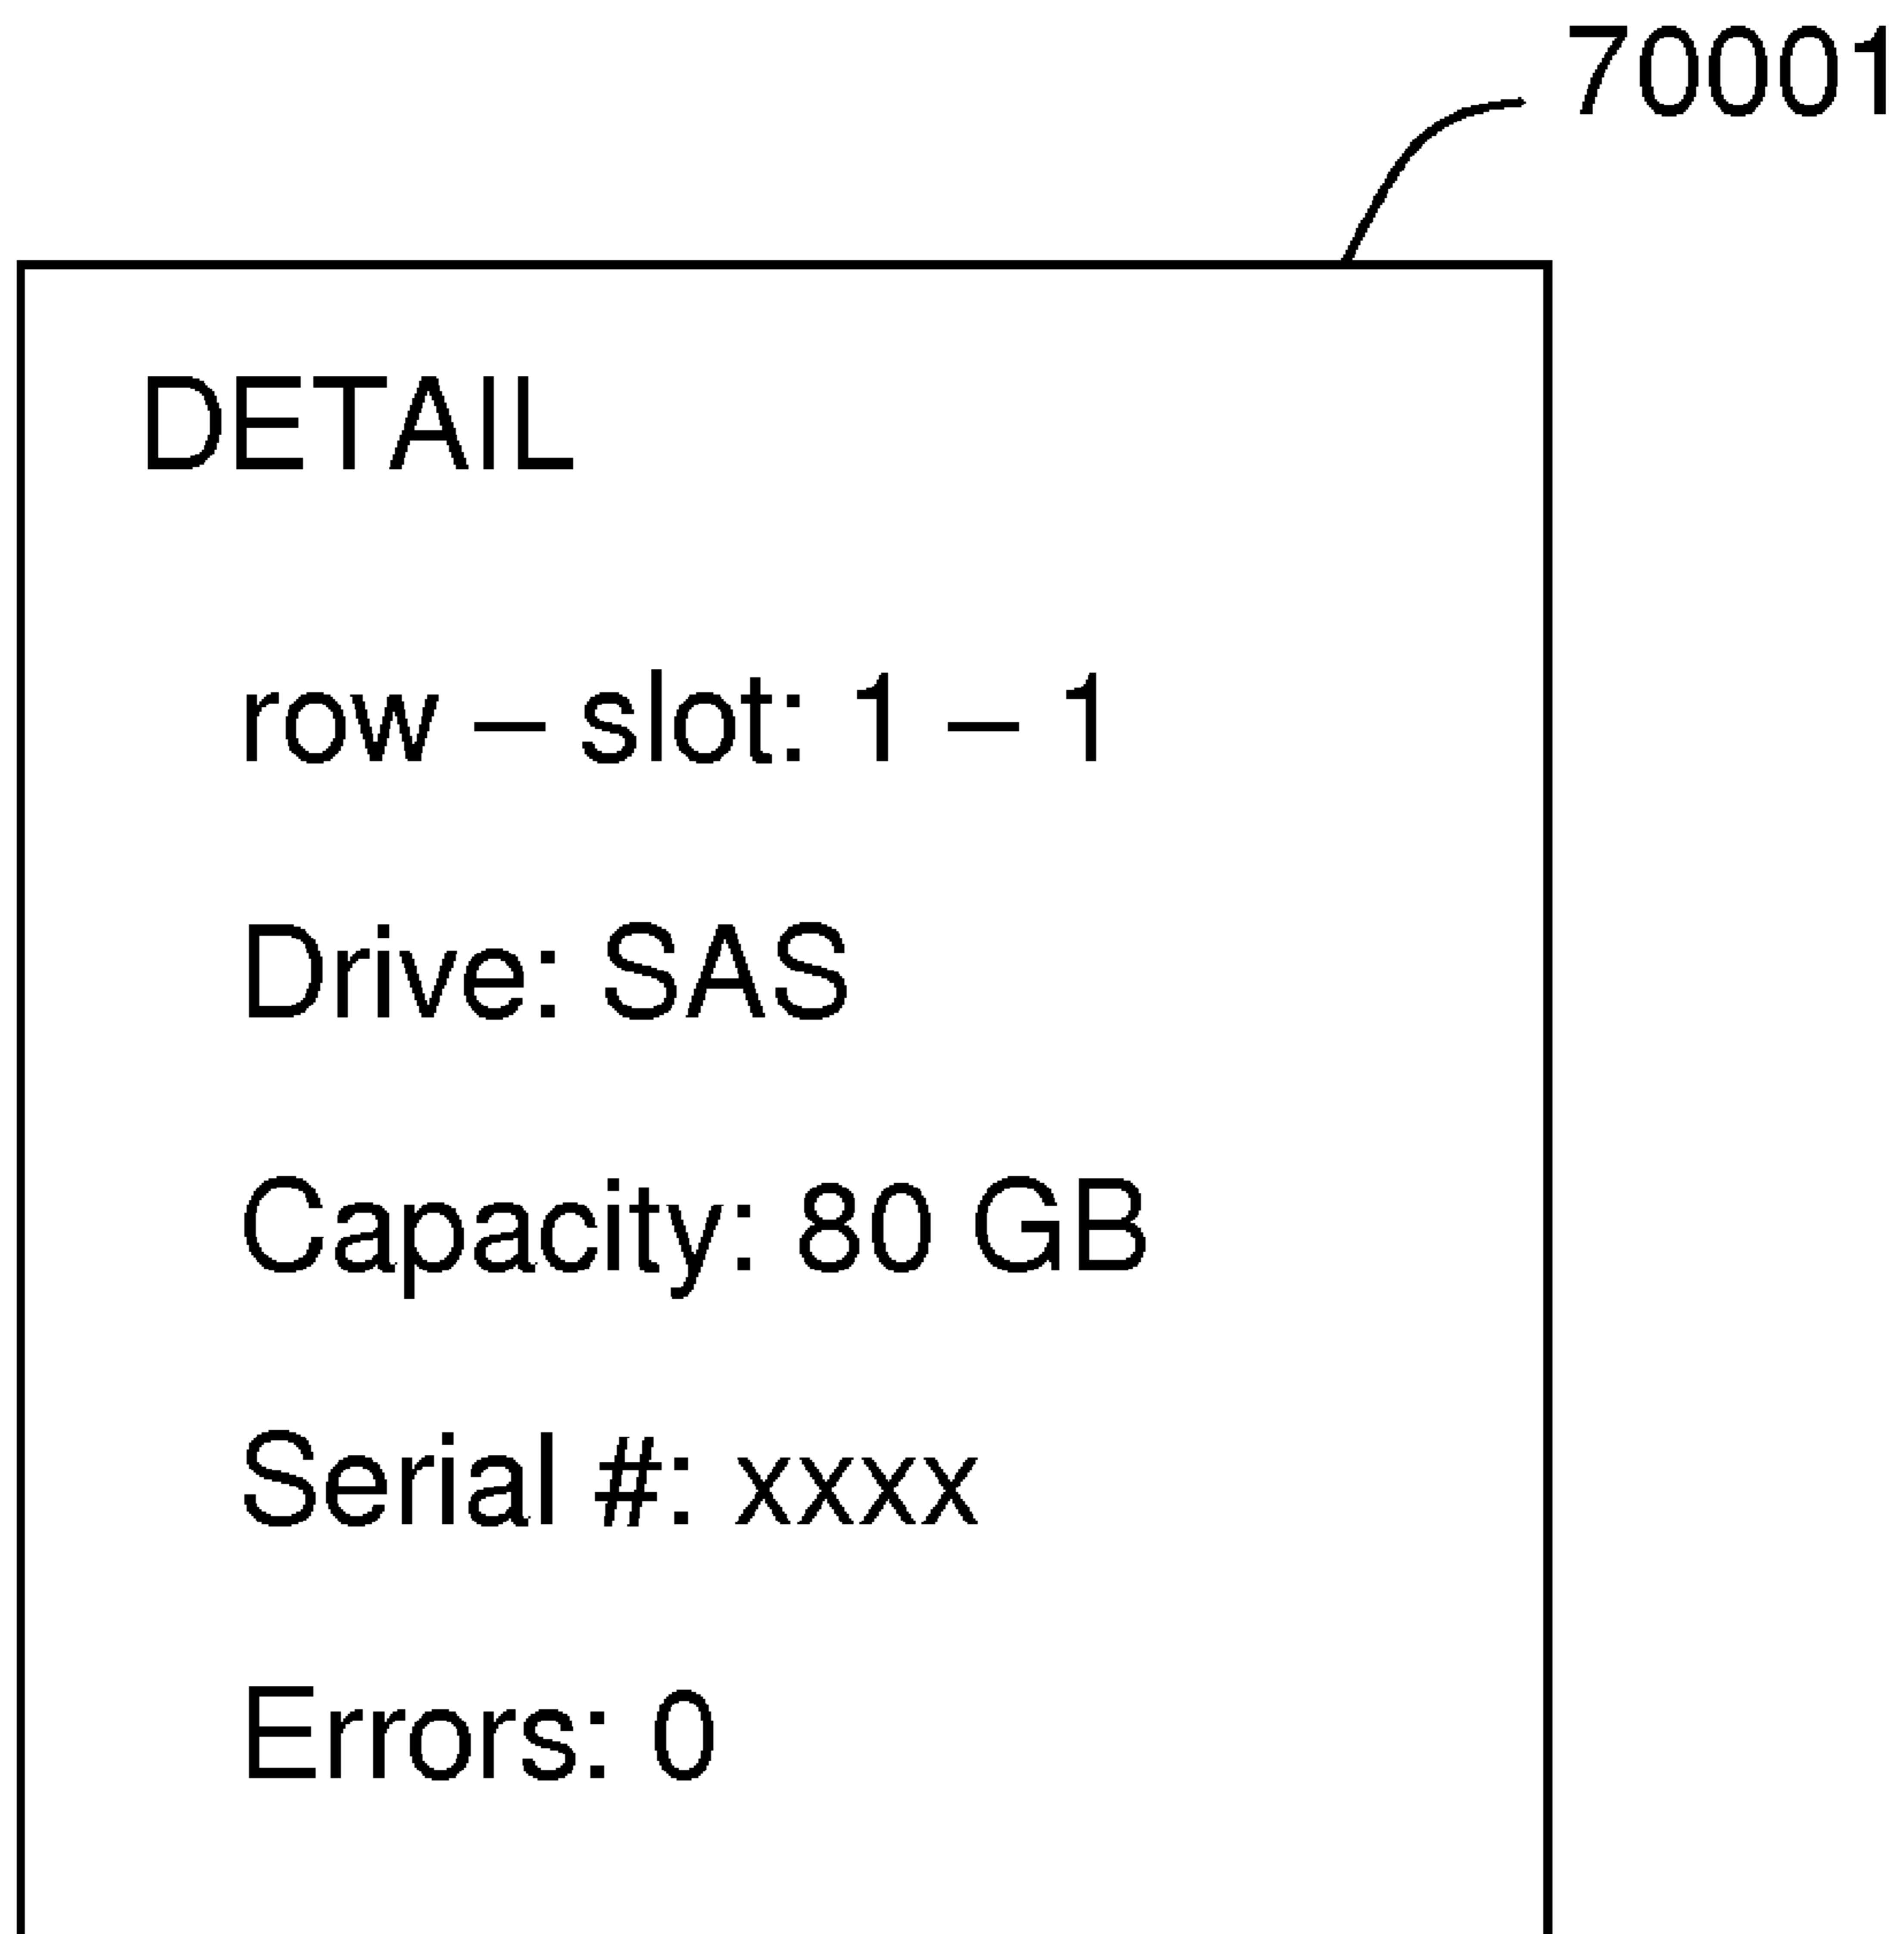 70001
DETAIL
row – slot: 1 – 1
Drive: SAS
Capacity: 80 GB
Serial #: xxxx
Errors: 0